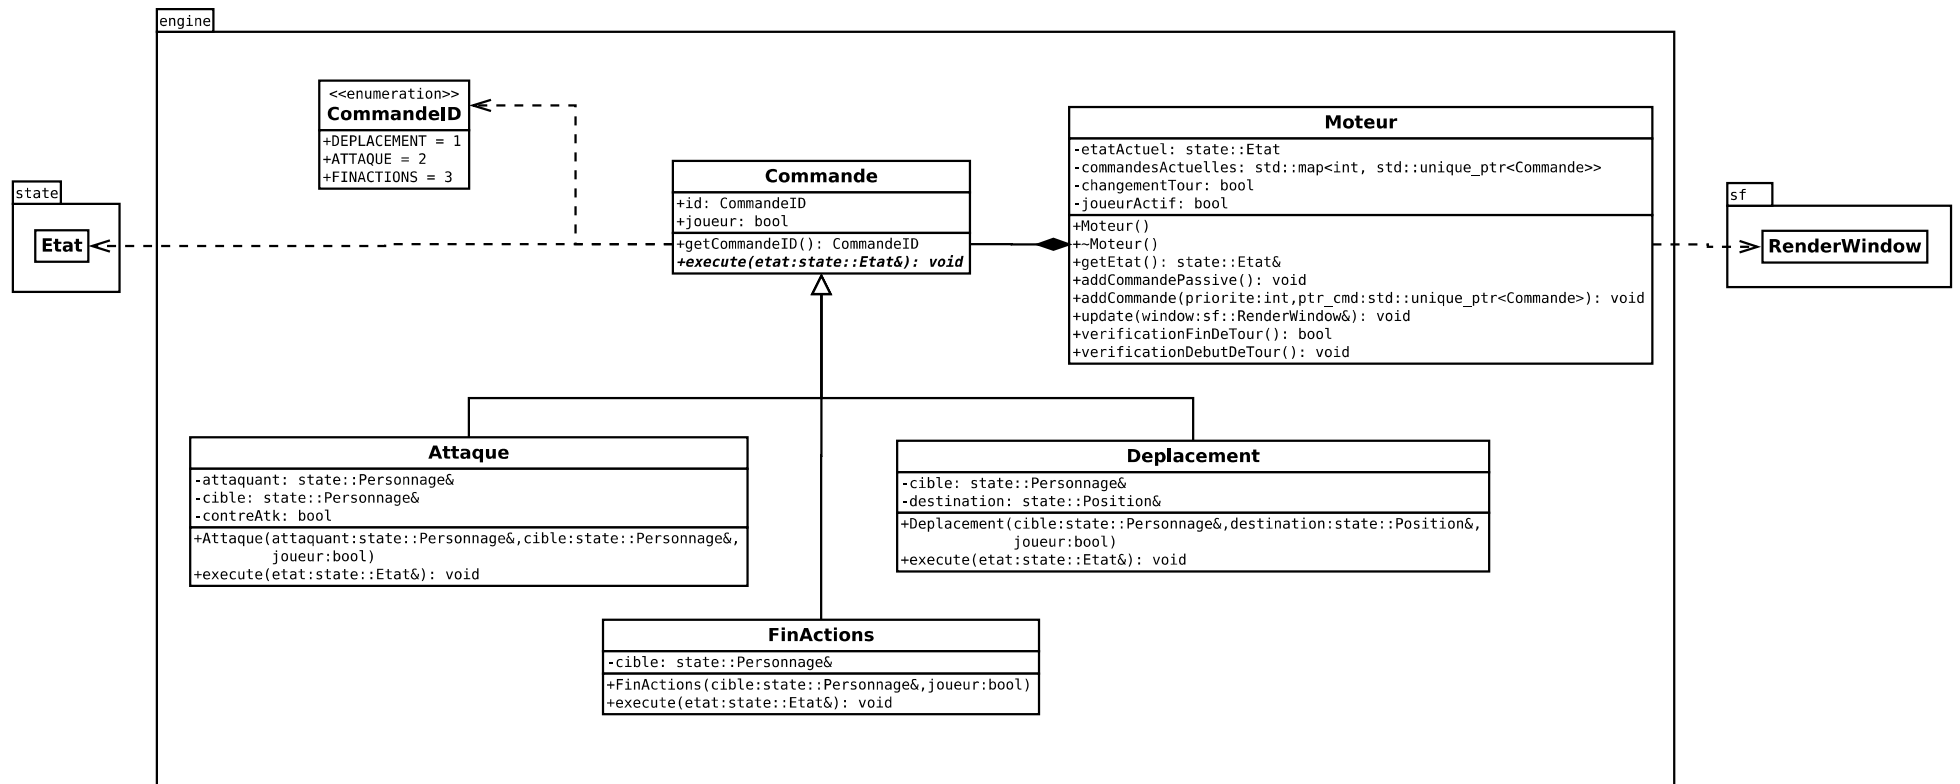 engine
<<enumeration>>
CommandeID
+DEPLACEMENT = 1
+ATTAQUE = 2
+FINACTIONS = 3
state
Etat
Commande
+id: CommandeID
+joueur: bool
+getCommandeID(): CommandeID
+execute(etat:state::Etat&): void
Moteur
-etatActuel: state::Etat
-commandesActuelles: std::map<int, std::unique_ptr<Commande>>
-changementTour: bool
-joueurActif: bool
+Moteur()
+~Moteur()
+getEtat(): state::Etat&
+addCommandePassive(): void
+addCommande(priorite:int,ptr_cmd:std::unique_ptr<Commande>): void
+update(window:sf::RenderWindow&): void
+verificationFinDeTour(): bool
+verificationDebutDeTour(): void
sf
RenderWindow
Attaque
-attaquant: state::Personnage&
-cible: state::Personnage&
-contreAtk: bool
+Attaque(attaquant:state::Personnage&,cible:state::Personnage&,
joueur:bool)
+execute(etat:state::Etat&): void
Deplacement
-cible: state::Personnage&
-destination: state::Position&
+Deplacement(cible:state::Personnage&,destination:state::Position&,
joueur:bool)
+execute(etat:state::Etat&): void
FinActions
-cible: state::Personnage&
+FinActions(cible:state::Personnage&,joueur:bool)
+execute(etat:state::Etat&): void